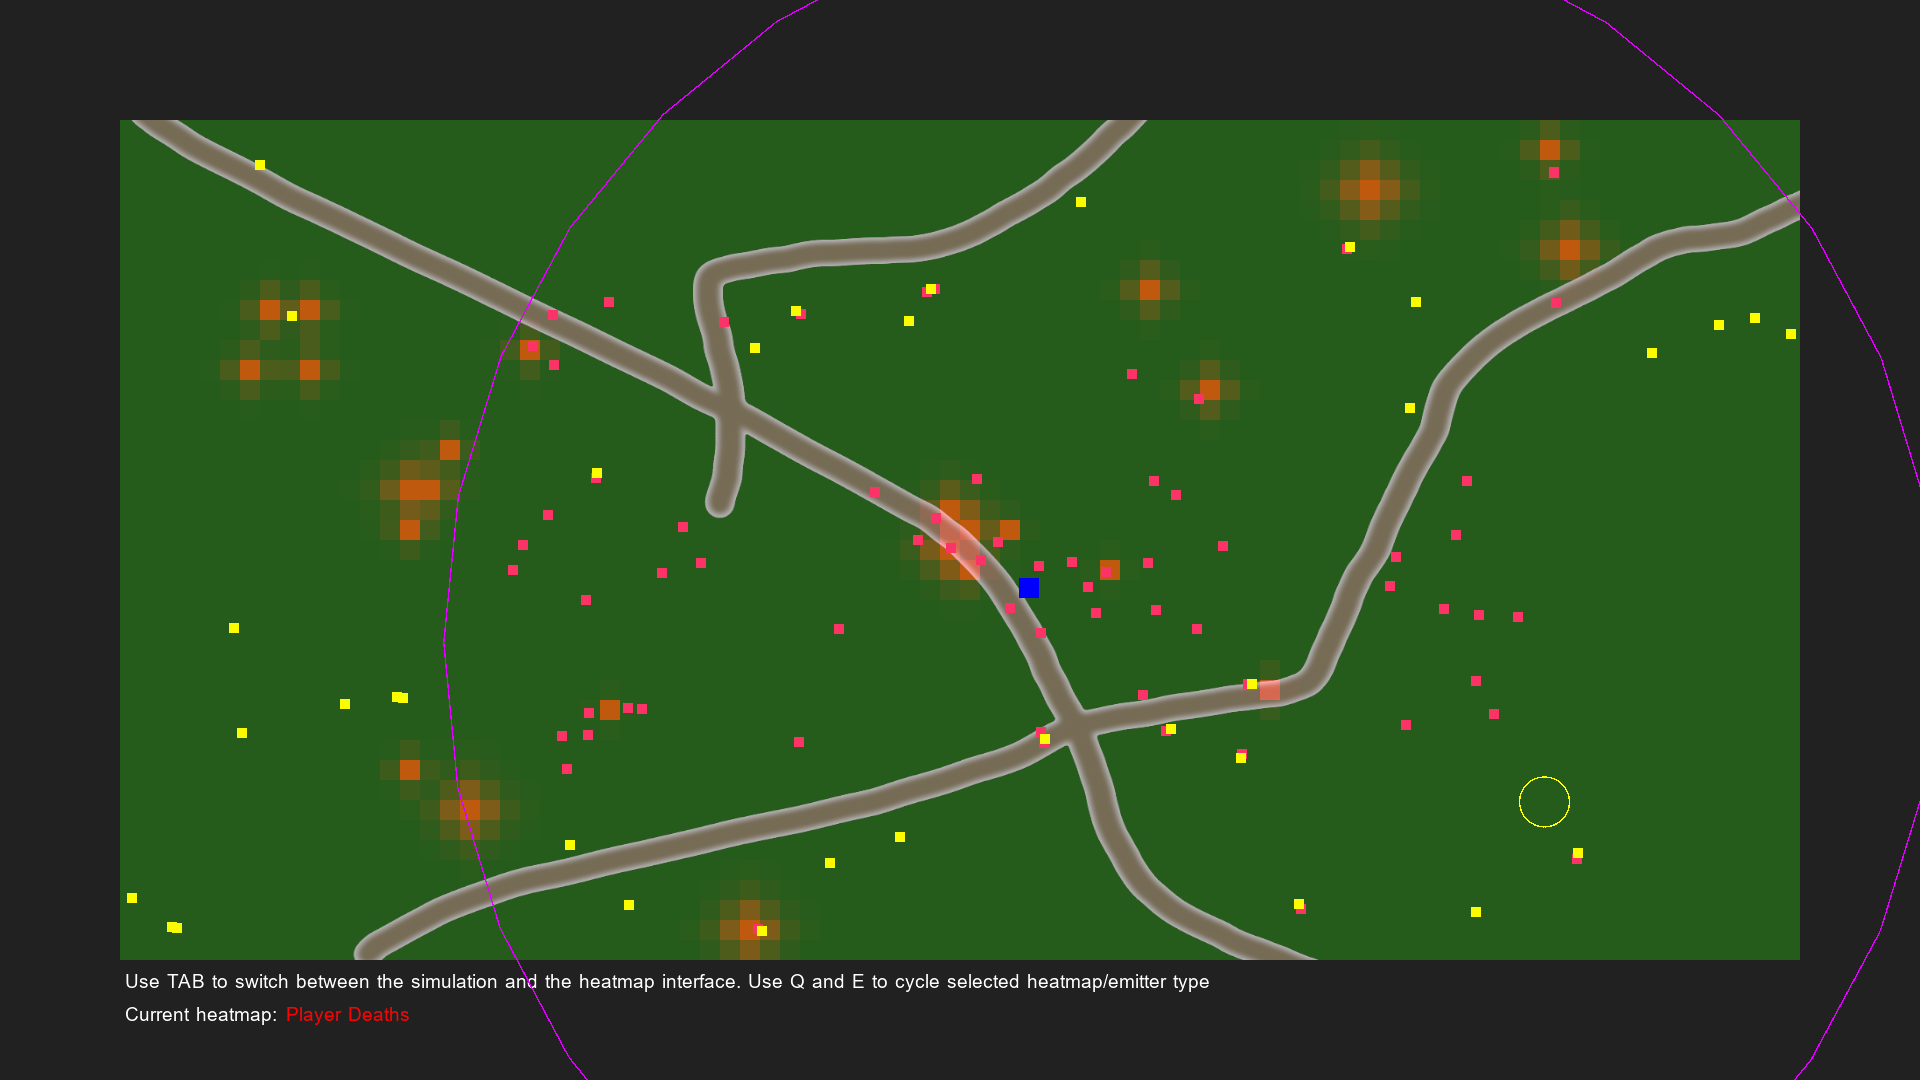 Use TAB to switch between the simulation and the heatmap interface. Use Q and E to cycle selected heatmap/emitter type
Current heatmap: Player Deaths